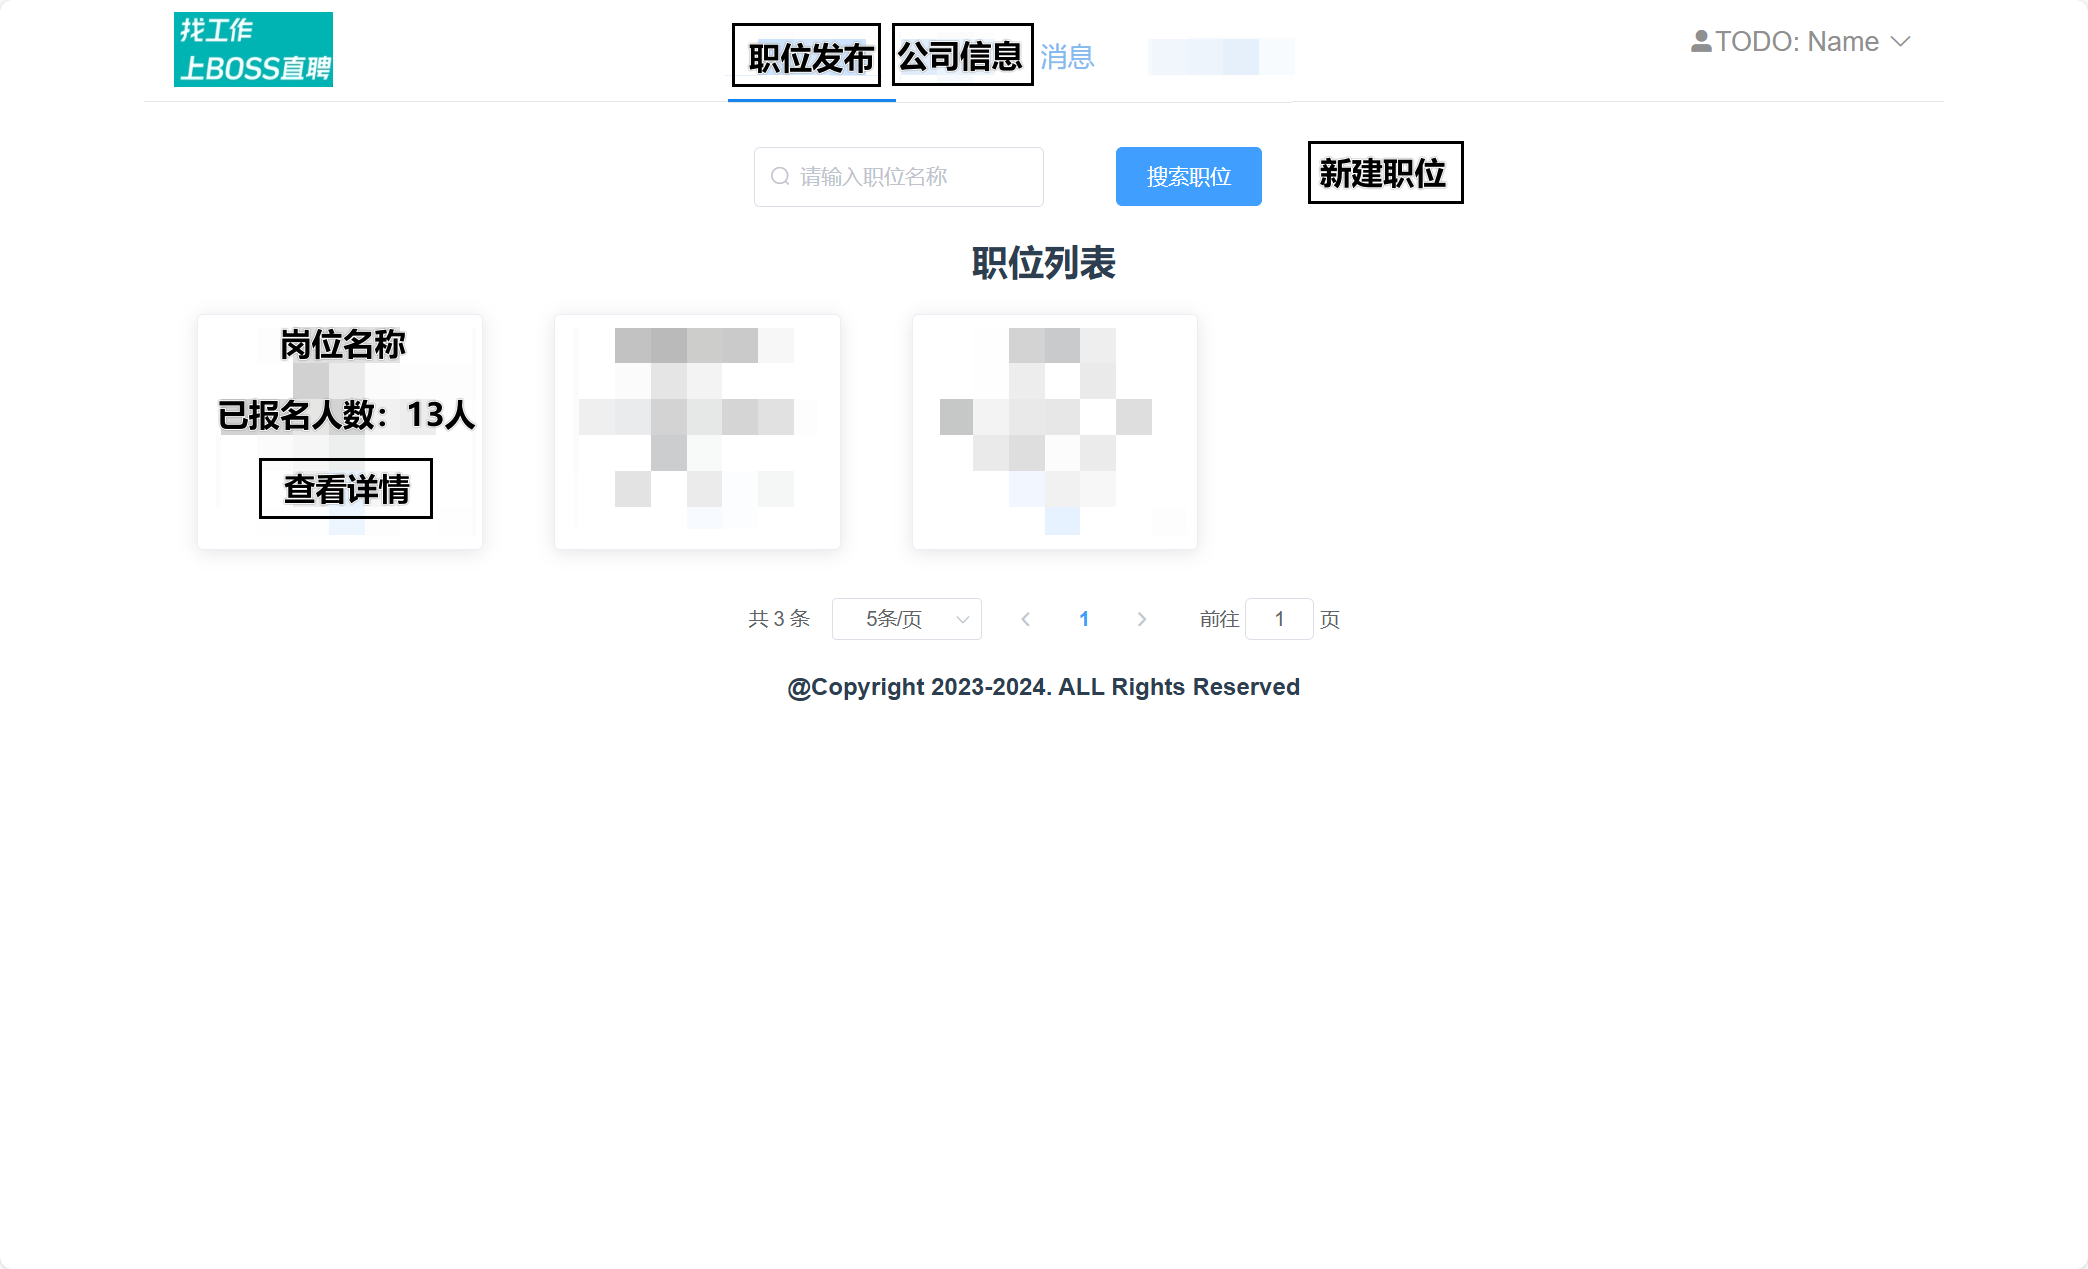 找工作
上BOSS直聘
职位发布 公司信息 消息
TODO: Name
请输入职位名称 搜索职位 新建职位
职位列表
岗位名称
已报名人数：13人
查看详情
共 3 条 5条/页 1 前往 1 页
@Copyright 2023-2024. ALL Rights Reserved